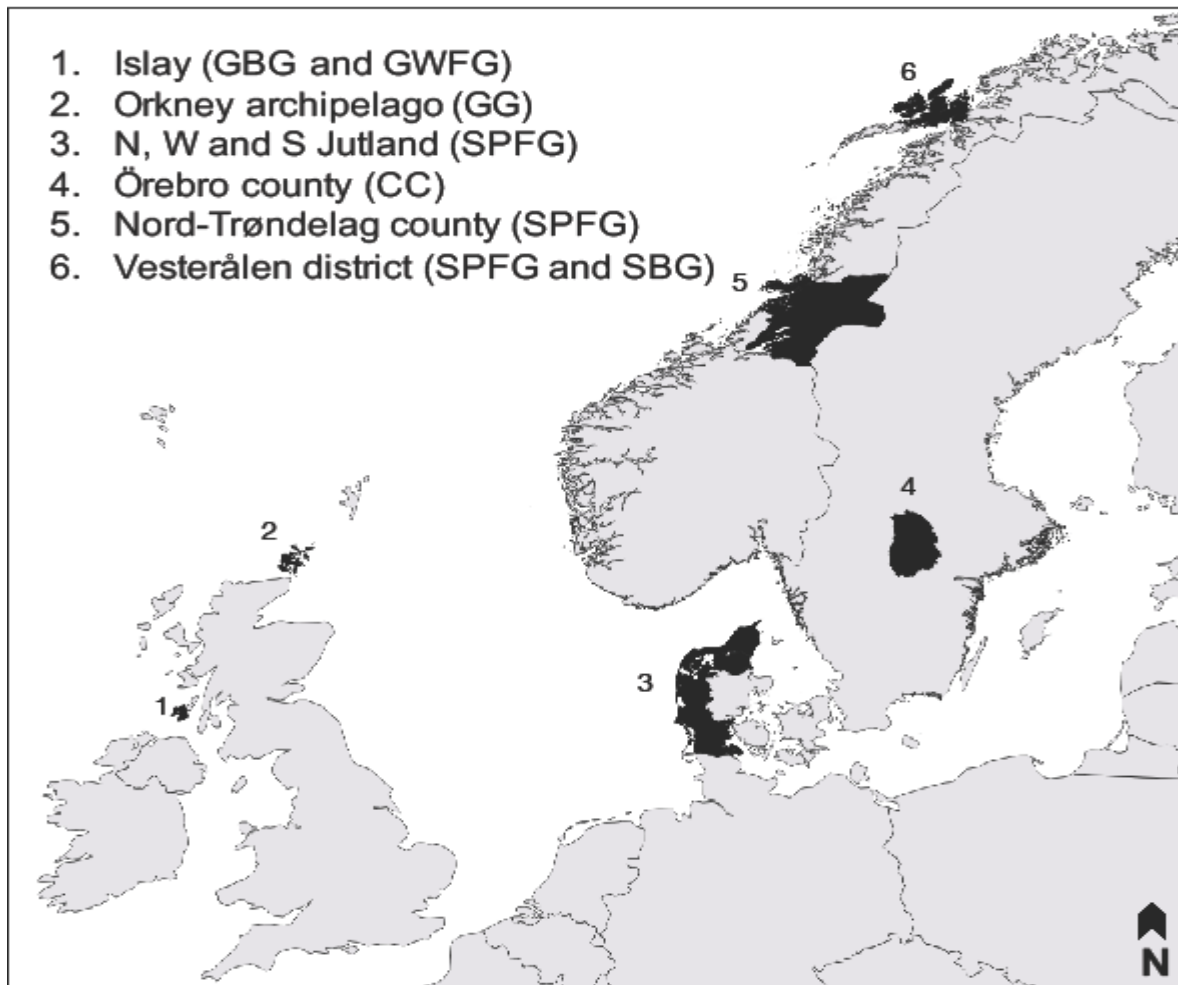 1. Islay (GBG and GWFG)
2. Orkney archipelago (GG)
3. N, W and S Jutland (SPFG)
4. Örebro county (CC)
5. Nord-Trøndelag county (SPFG)
6. Vesterålen district (SPFG and SBG)
6
5
4
2
3
1
N